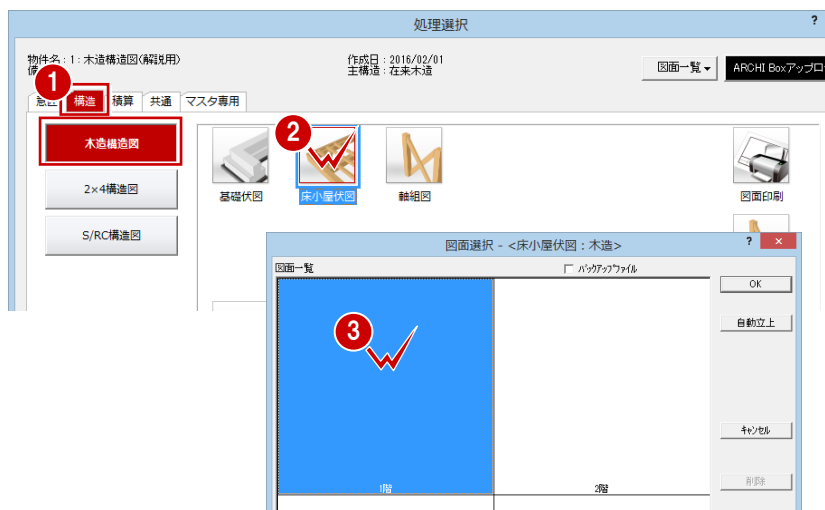 処理選択
?
物件名：1：木造構造図(解説用)
作成日：2016/02/01
主構造：在来木造
図面一覧
ARCHI Boxアップロー
1
構造 積算 共通 マスタ専用
木造構造図
2×4構造図
S/RC構造図
2
基礎伏図
床小屋伏図
軸組図
図面印刷
図面選択 - <床小屋伏図：木造>
? ×
図面一覧
バックアップファイル
OK
自動立上
キャンセル
削除
3
1階
2階